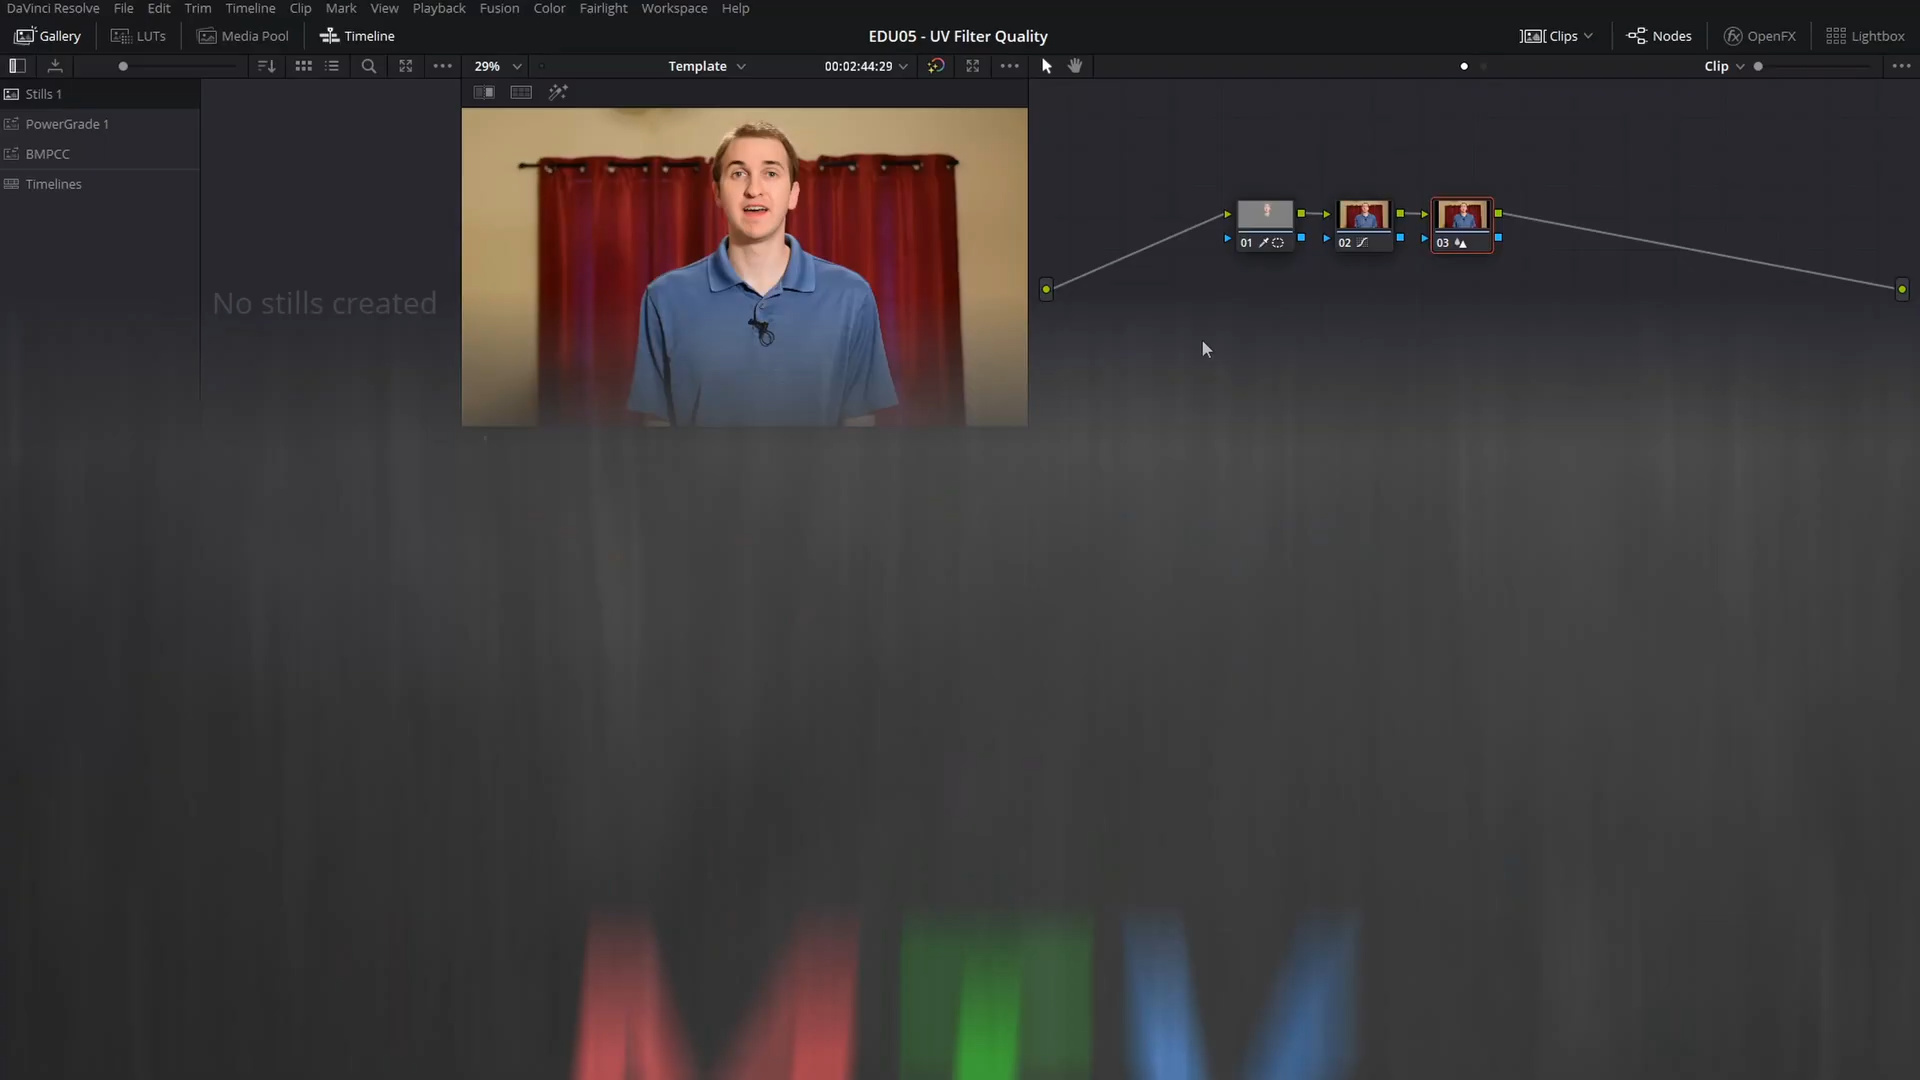 DaVinci Resolve File Edit Trim Timeline Clip Mark View Playback Fusion Color Fairlight Workspace Help
Gallery LUTs Media Pool Timeline EDU05 - UV Filter Quality Clips Nodes fx OpenFX Lightbox
29% Template 00:02:44:29 Clip
Stills 1
PowerGrade 1
BMPCC
Timelines
No stills created
01 02 03